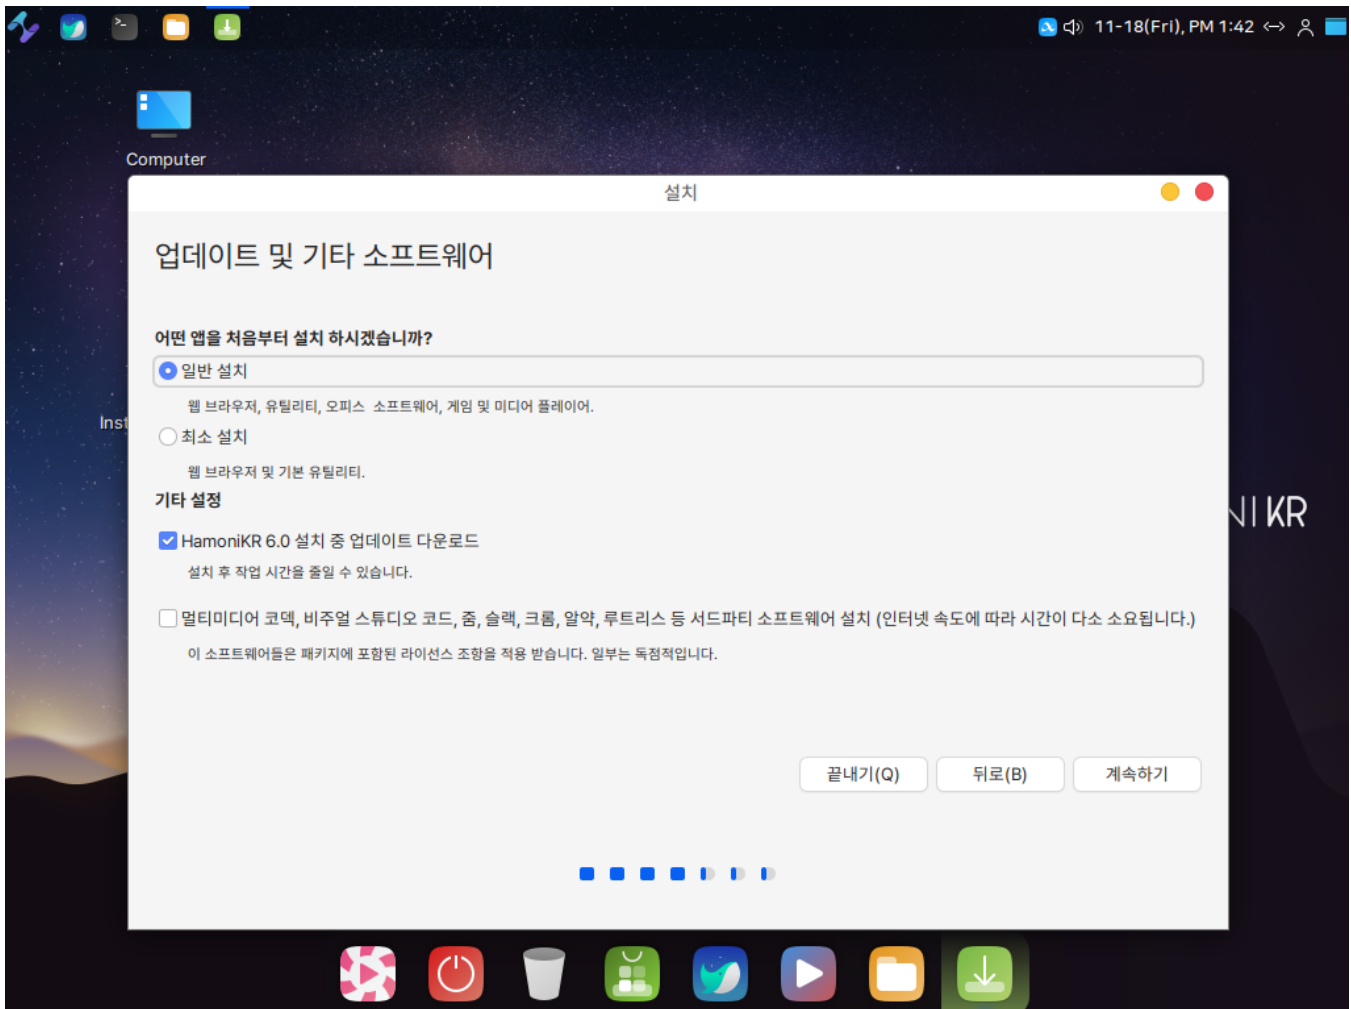 11-18(Fri), PM 1:42
Computer
설치
업데이트 및 기타 소프트웨어
어떤 앱을 처음부터 설치 하시겠습니까?
일반 설치
웹 브라우저, 유틸리티, 오피스 소프트웨어, 게임 및 미디어 플레이어.
Inst
최소 설치
웹 브라우저 및 기본 유틸리티.
기타 설정
NI KR
HamoniKR 6.0 설치 중 업데이트 다운로드
설치 후 작업 시간을 줄일 수 있습니다.
멀티미디어 코덱, 비주얼 스튜디오 코드, 줌, 슬랙, 크롬, 알약, 루트리스 등 서드파티 소프트웨어 설치 (인터넷 속도에 따라 시간이 다소 소요됩니다.)
이 소프트웨어들은 패키지에 포함된 라이선스 조항을 적용 받습니다. 일부는 독점적입니다.
끝내기(Q)
뒤로(B)
계속하기